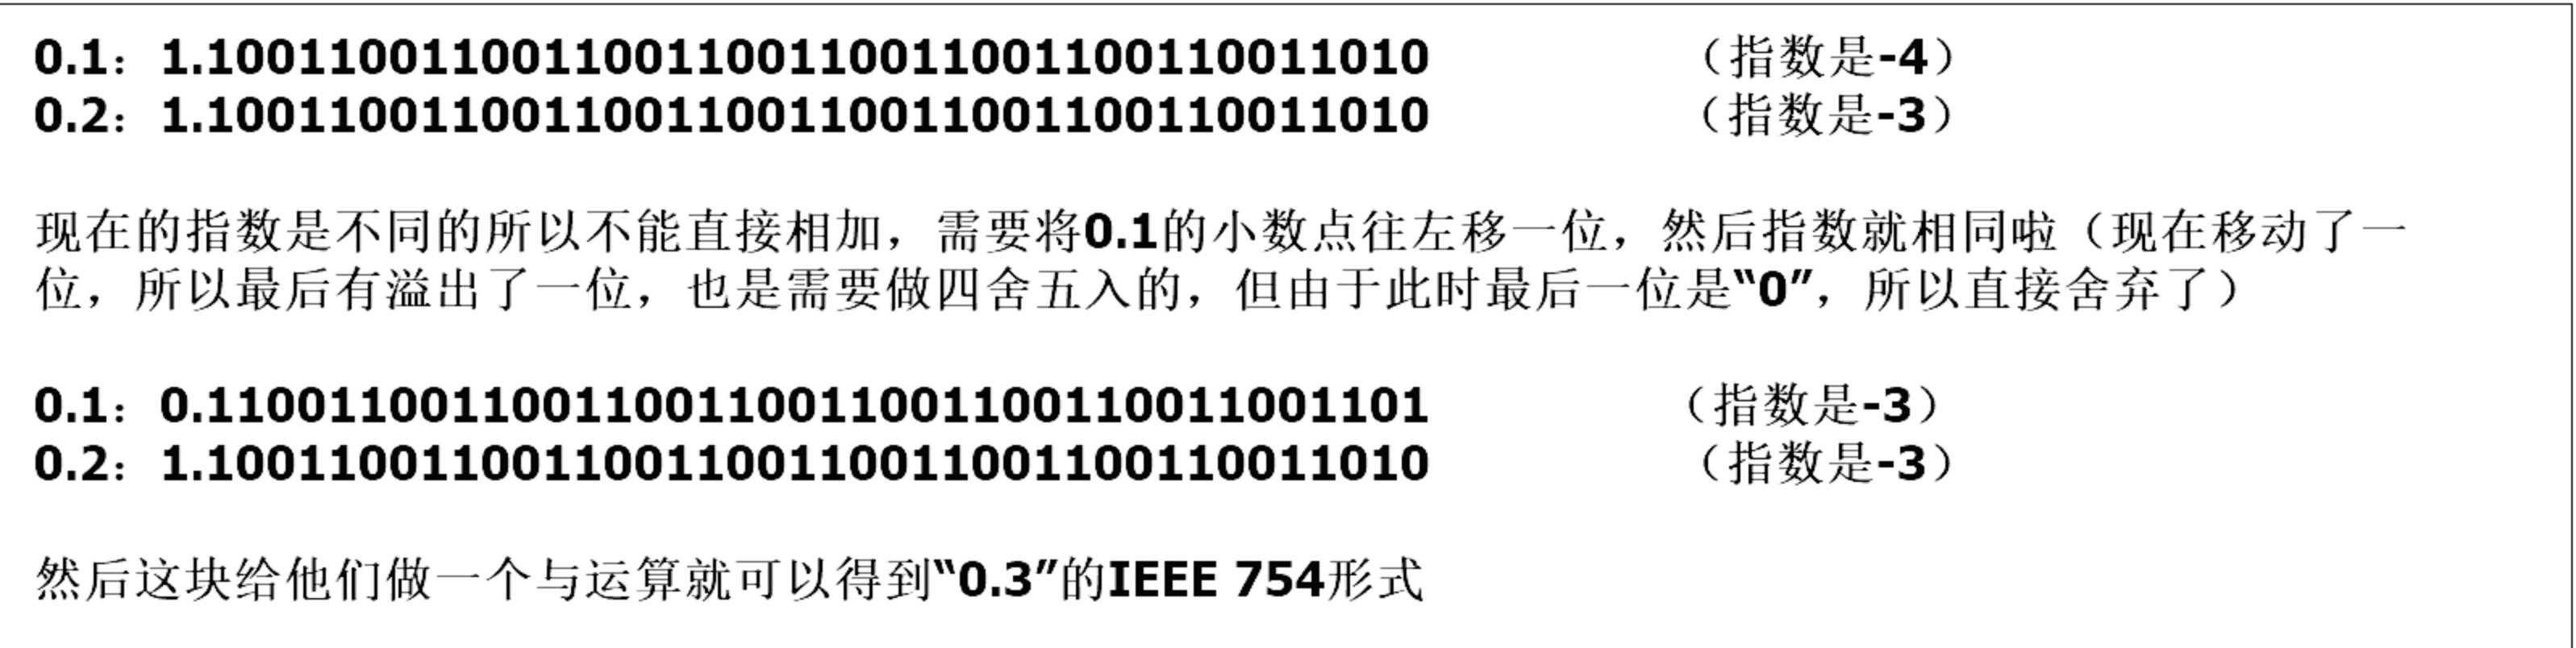 0.1：1.1001100110011001100110011001100110011010 （指数是-4）
0.2：1.1001100110011001100110011001100110011010 （指数是-3）
现在的指数是不同的所以不能直接相加，需要将0.1的小数点往左移一位，然后指数就相同啦（现在移动了一
位，所以最后有溢出了一位，也是需要做四舍五入的，但由于此时最后一位是“0”，所以直接舍弃了）
0.1：0.1100110011001100110011001100110011001101 （指数是-3）
0.2：1.1001100110011001100110011001100110011010 （指数是-3）
然后这块给他们做一个与运算就可以得到“0.3”的IEEE 754形式